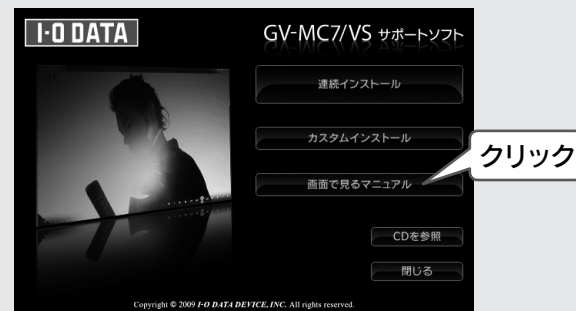 I-O DATA
GV-MC7/VS サポートソフト
連続インストール
カスタムインストール
画面で見るマニュアル
クリック
CDを参照
閉じる
Copyright © 2009 I-O DATA DEVICE, INC. All rights reserved.